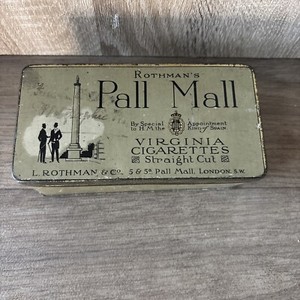 ROTHMAN'S
Pall Mall
By Special Appointment
to H.M. the King of Spain
VIRGINIA
CIGARETTES
Straight Cut
L. ROTHMAN & Co. 5 & 5ᴬ Pall Mall, London. S.W.